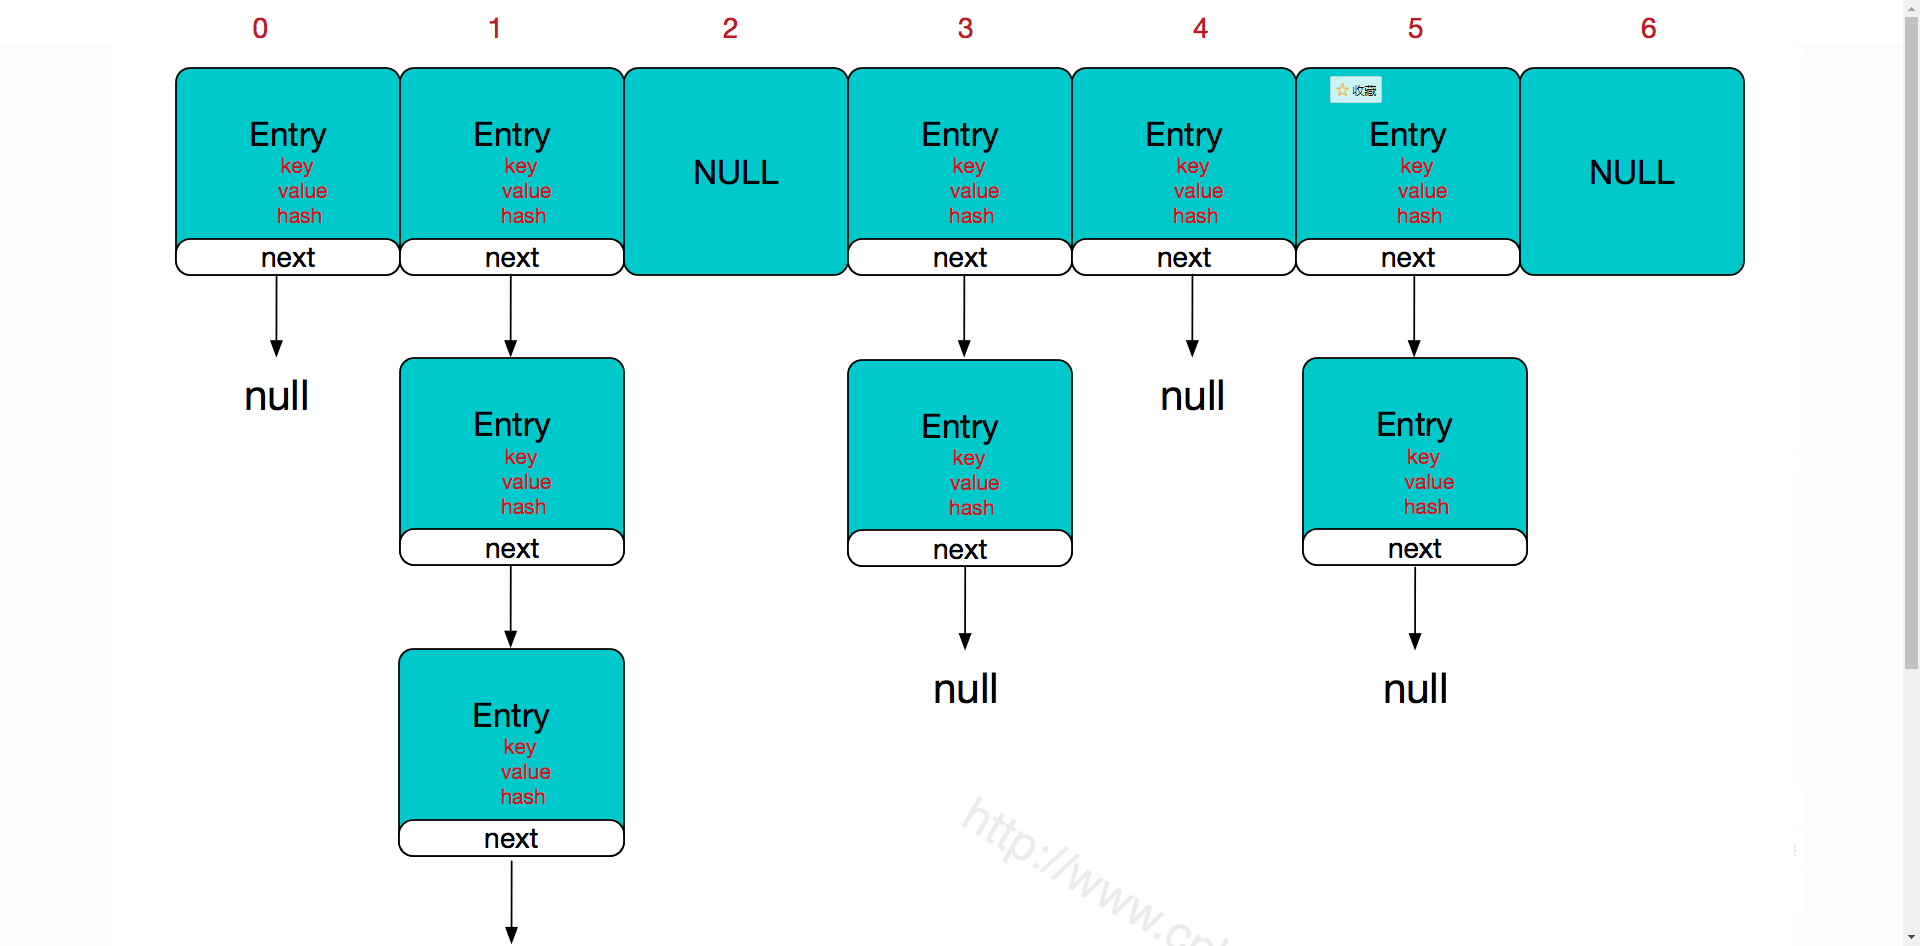 0 1 2 3 4 5 6
收藏
Entry Entry Entry Entry Entry
key key key key key
value value NULL value value value NULL
hash hash hash hash hash
next next next next next
null Entry Entry null Entry
key key key
value value value
hash hash hash
next next next
Entry null null
key
value
hash
next
http://www.